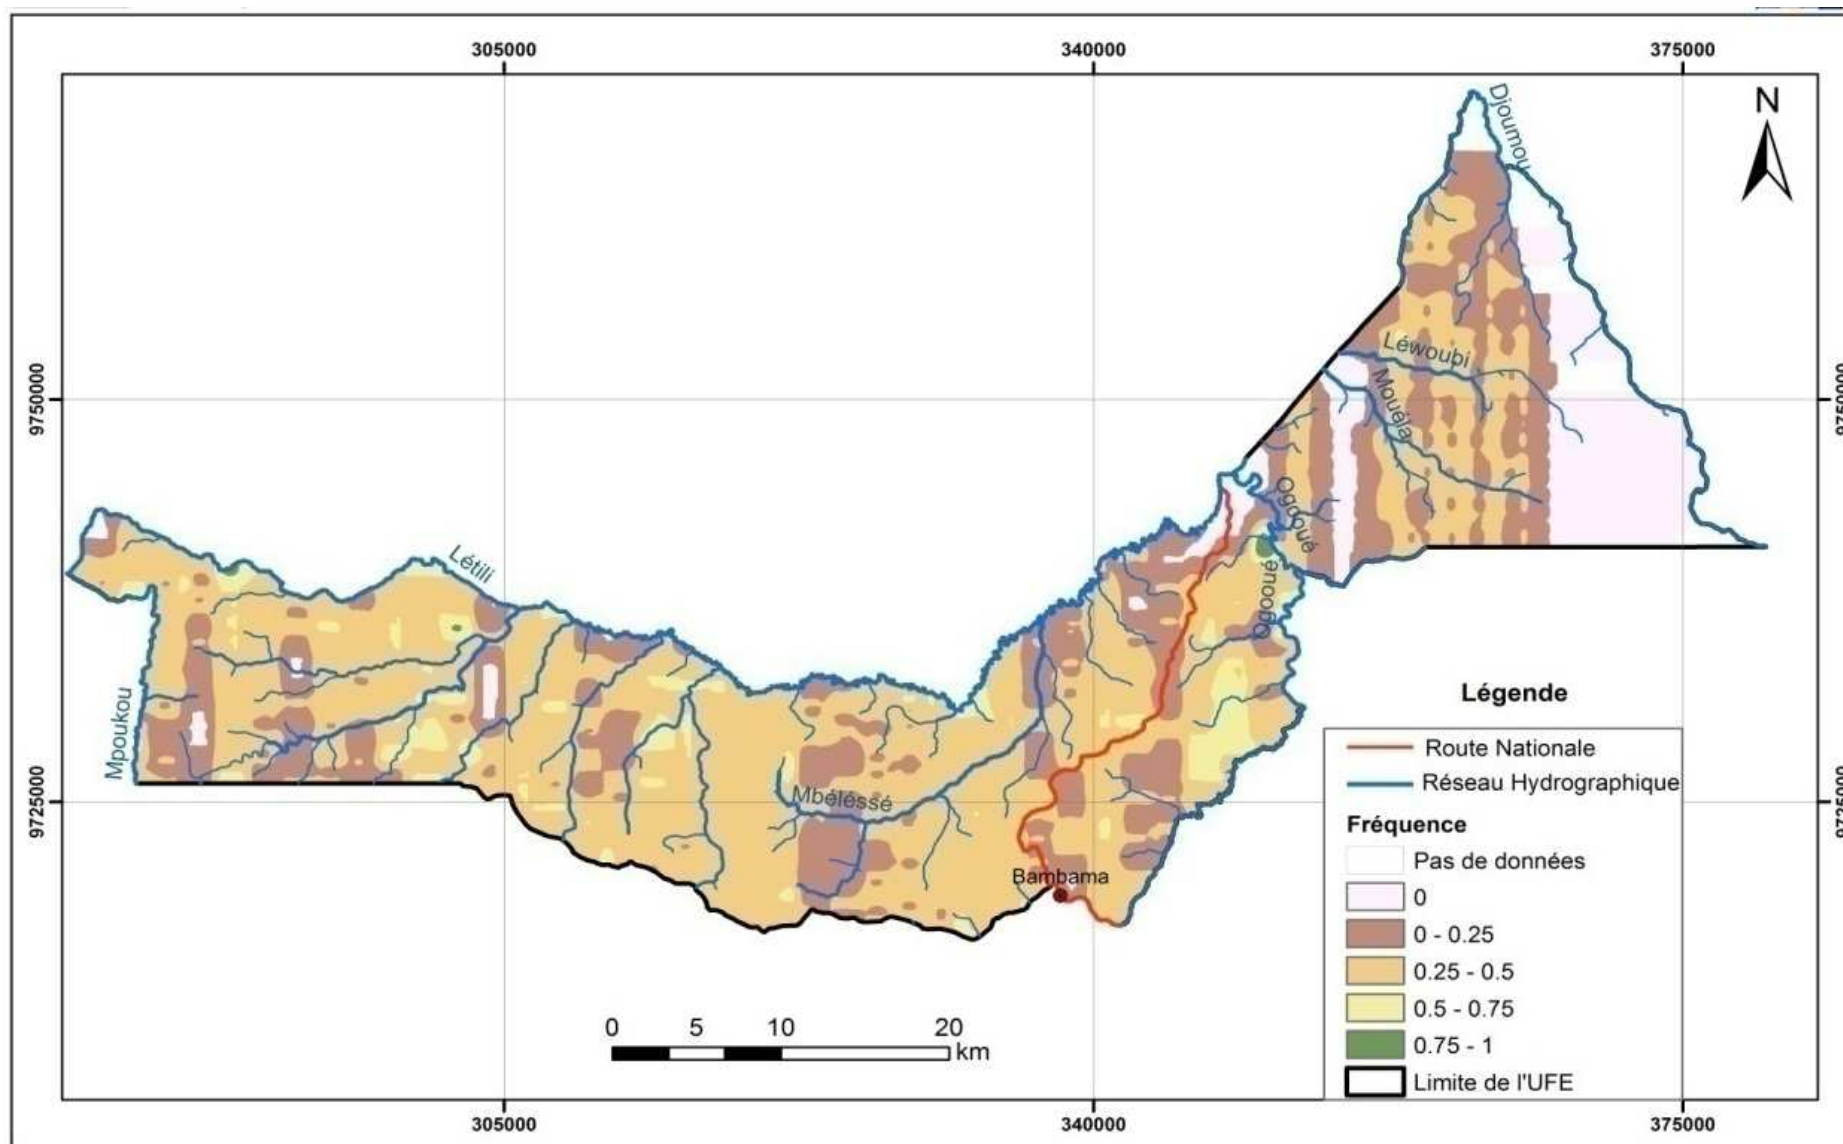 305000
340000
375000
N
Djoumou
Léwoubi
Mouéla
9750000
9750000
Ogooué
Létili
Ogooué
Mpoukou
Légende
Route Nationale
Réseau Hydrographique
9725000
9725000
Mbéléssé
Fréquence
Pas de données
Bambama
0
0 - 0.25
0.25 - 0.5
0.5 - 0.75
0 5 10 20
km
0.75 - 1
Limite de l'UFE
305000
340000
375000